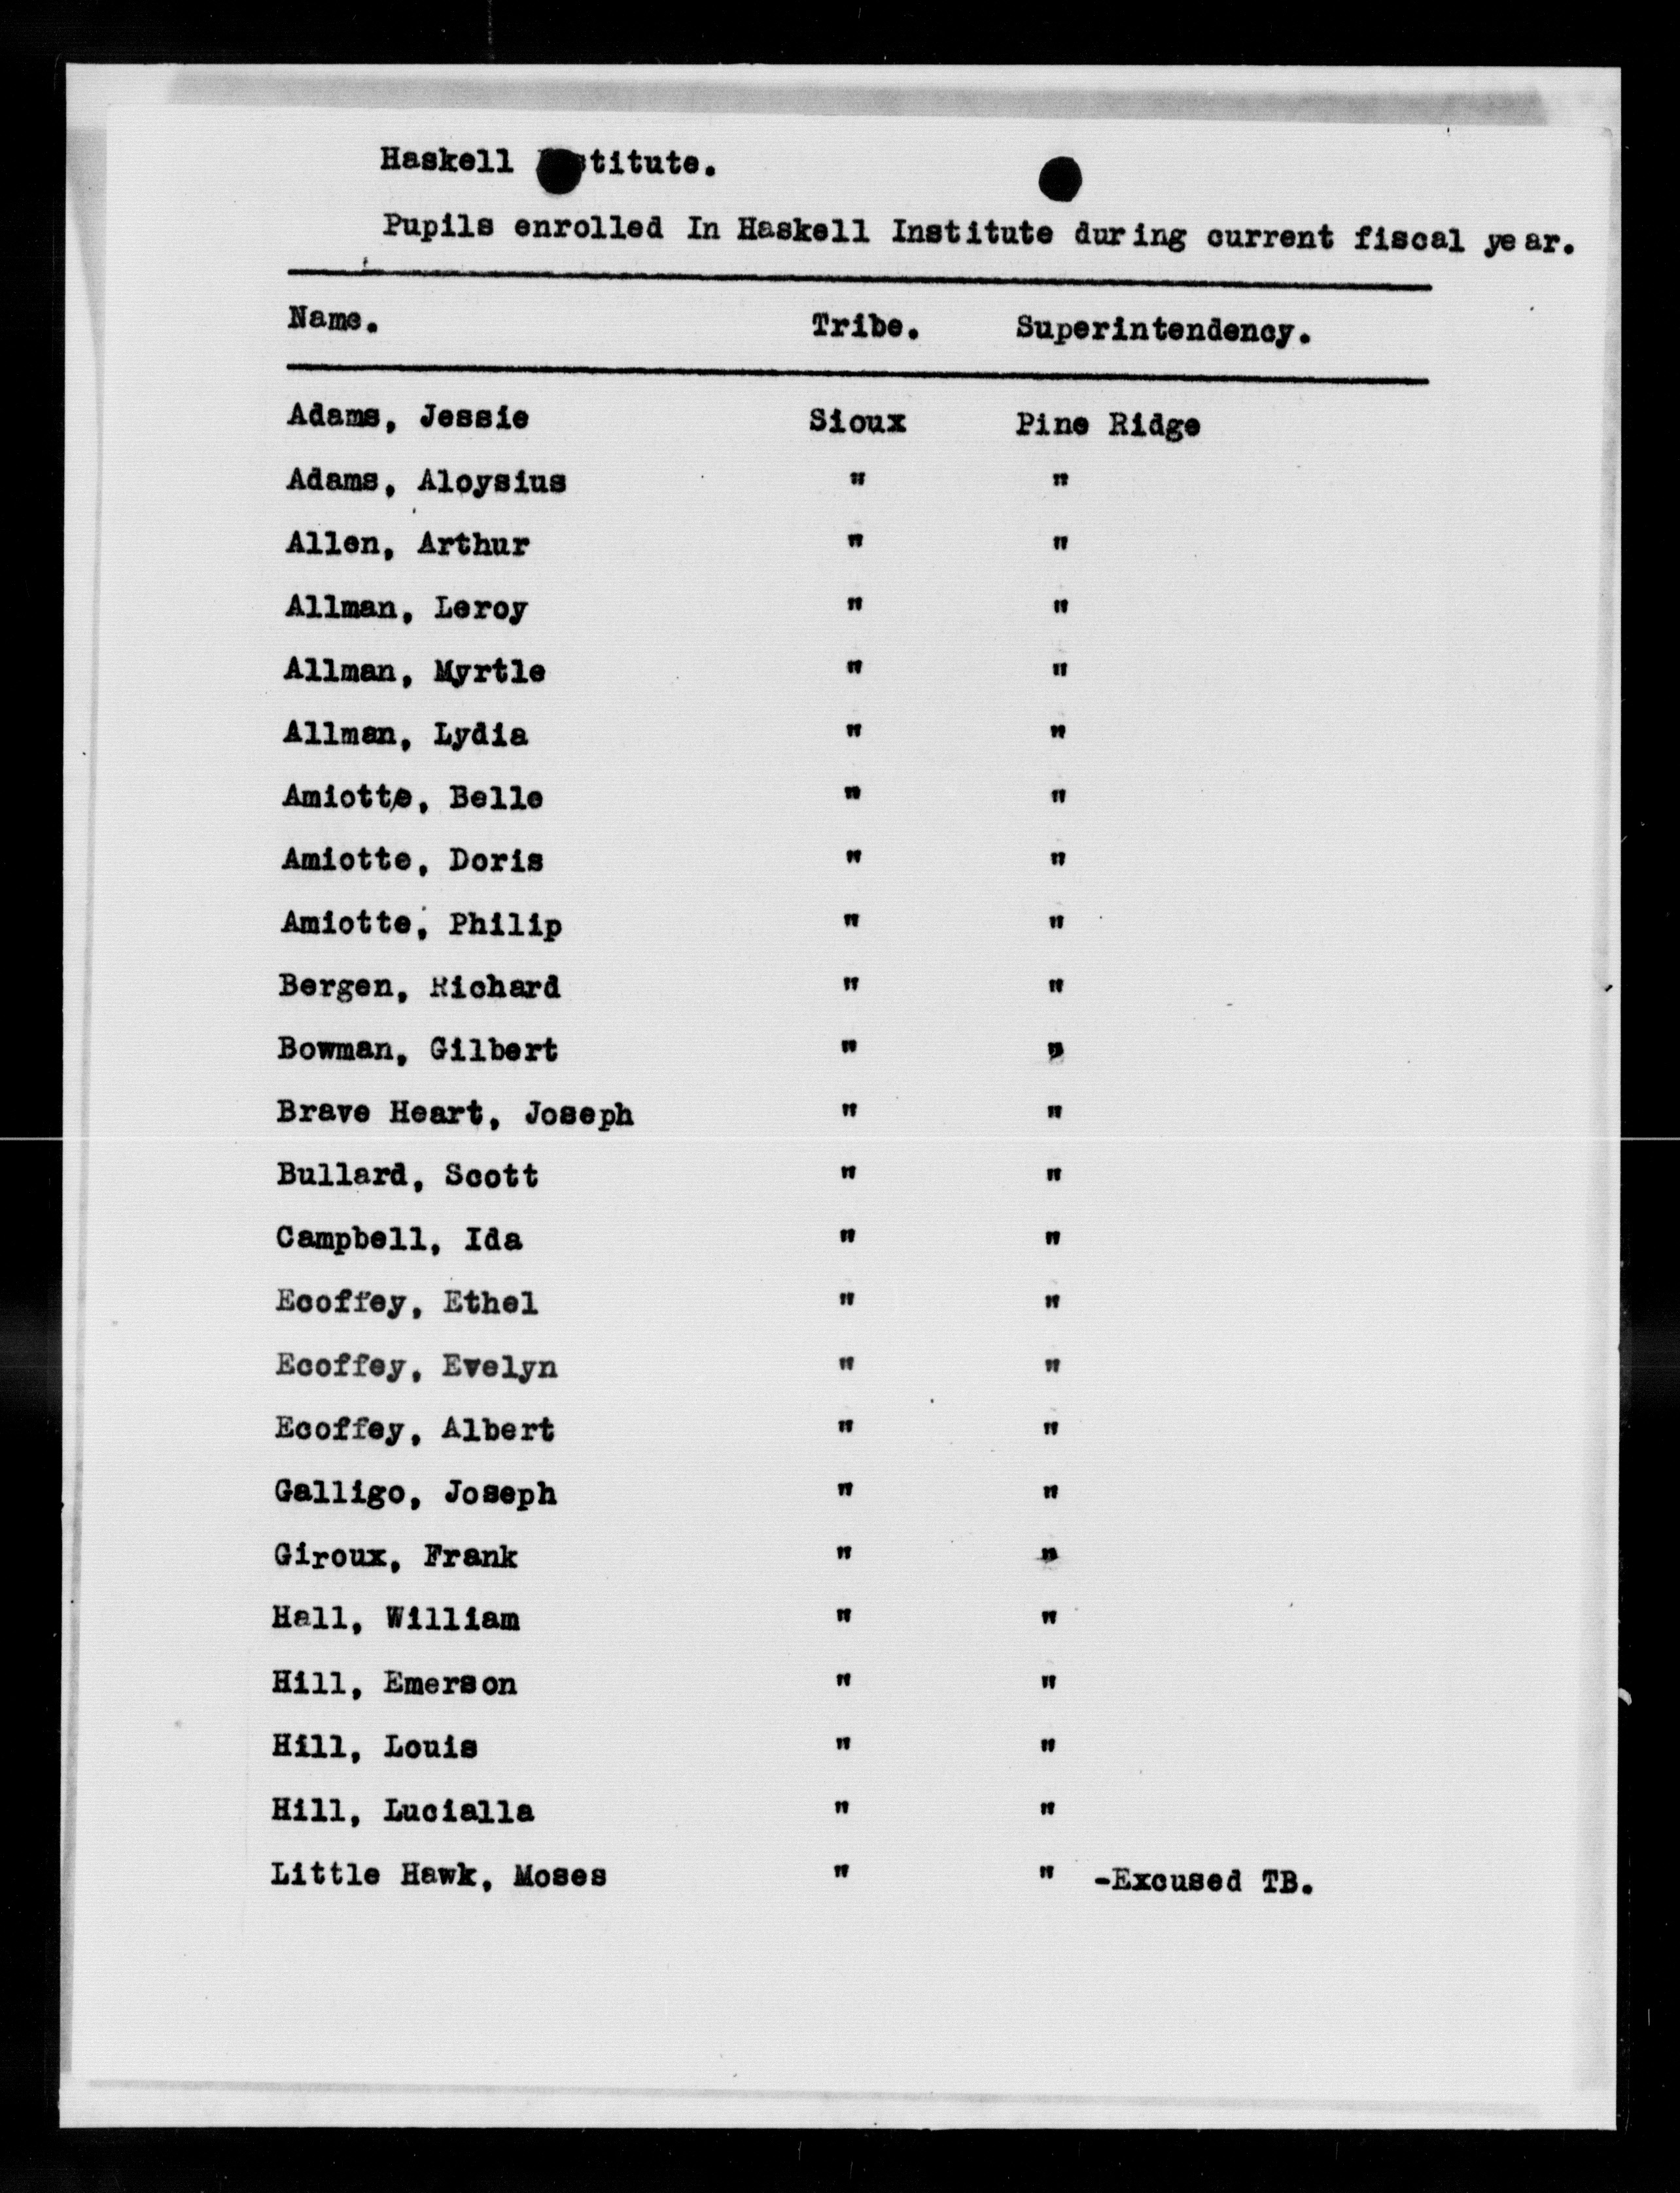 Haskell Institute.
Pupils enrolled In Haskell Institute during current fiscal year.
Name. Tribe. Superintendency.
Adams, Jessie Sioux Pine Ridge
Adams, Aloysius " "
Allen, Arthur " "
Allman, Leroy " "
Allman, Myrtle " "
Allman, Lydia " "
Amiotte, Belle " "
Amiotte, Doris " "
Amiotte, Philip " "
Bergen, Richard " "
Bowman, Gilbert " "
Brave Heart, Joseph " "
Bullard, Scott " "
Campbell, Ida " "
Ecoffey, Ethel " "
Ecoffey, Evelyn " "
Ecoffey, Albert " "
Galligo, Joseph " "
Giroux, Frank " "
Hall, William " "
Hill, Emerson " "
Hill, Louis " "
Hill, Lucialla " "
Little Hawk, Moses " " -Excused TB.